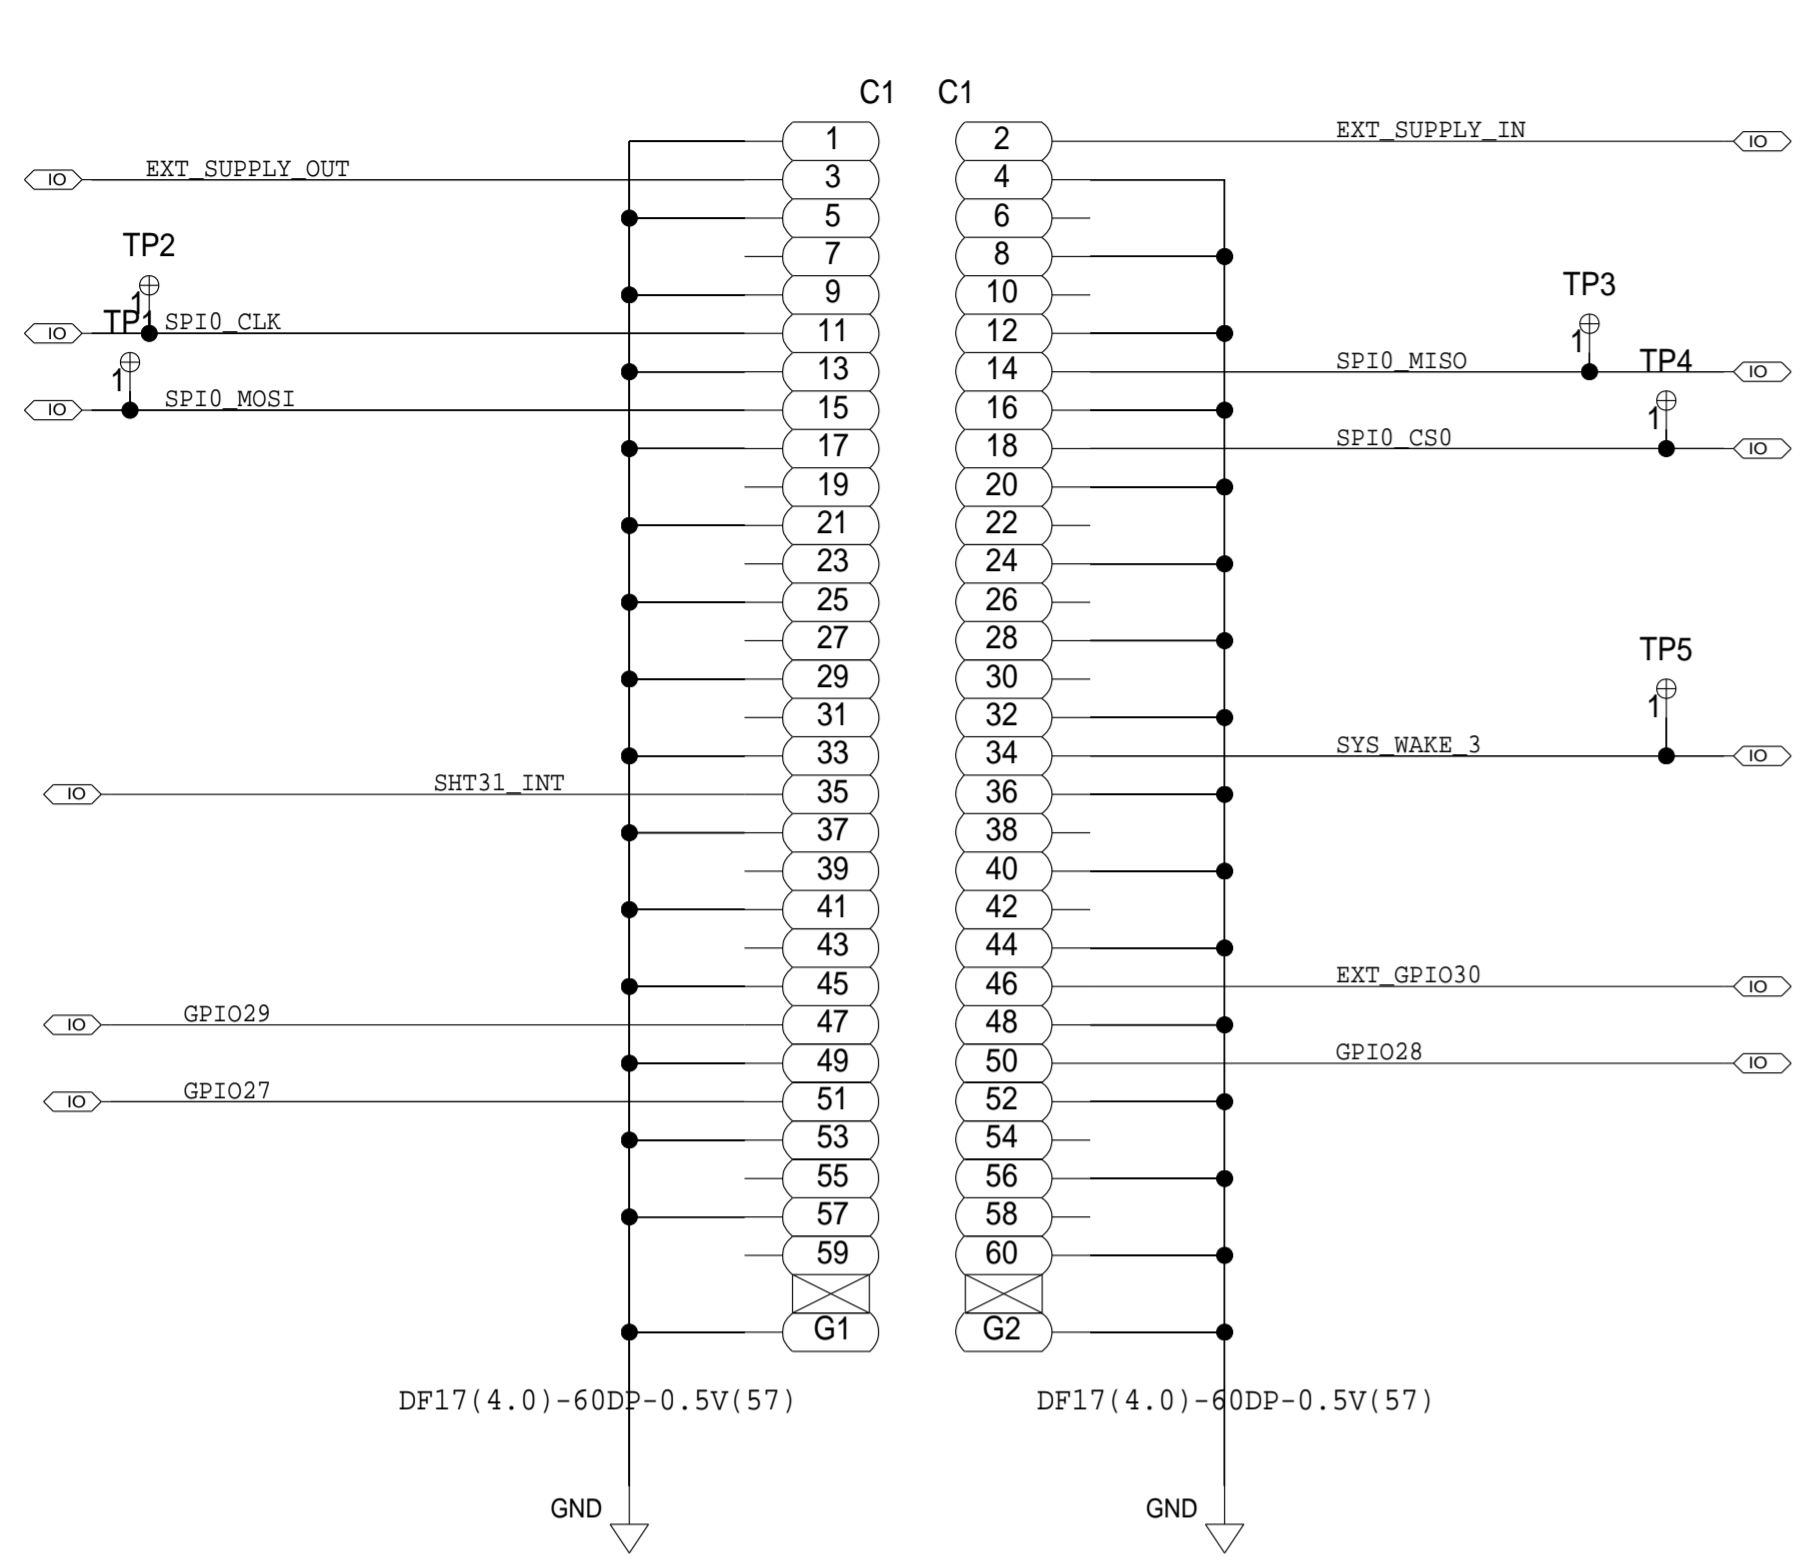 C1 C1
1 2 EXT_SUPPLY_IN IO
IO EXT_SUPPLY_OUT 3 4
5 6
TP2
7 8
TP3
1 9 10
TP1
IO SPI0_CLK 11 12
1
1 13 14 SPI0_MISO TP4 IO
IO SPI0_MOSI 15 16
1
17 18 SPI0_CS0 IO
19 20
21 22
23 24
25 26
27 28
TP5
29 30
1
31 32
33 34 SYS_WAKE_3 IO
IO SHT31_INT 35 36
37 38
39 40
41 42
43 44
45 46 EXT_GPIO30 IO
IO GPIO29 47 48
49 50 GPIO28 IO
IO GPIO27 51 52
53 54
55 56
57 58
59 60
G1 G2
DF17(4.0)-60DP-0.5V(57) DF17(4.0)-60DP-0.5V(57)
GND GND